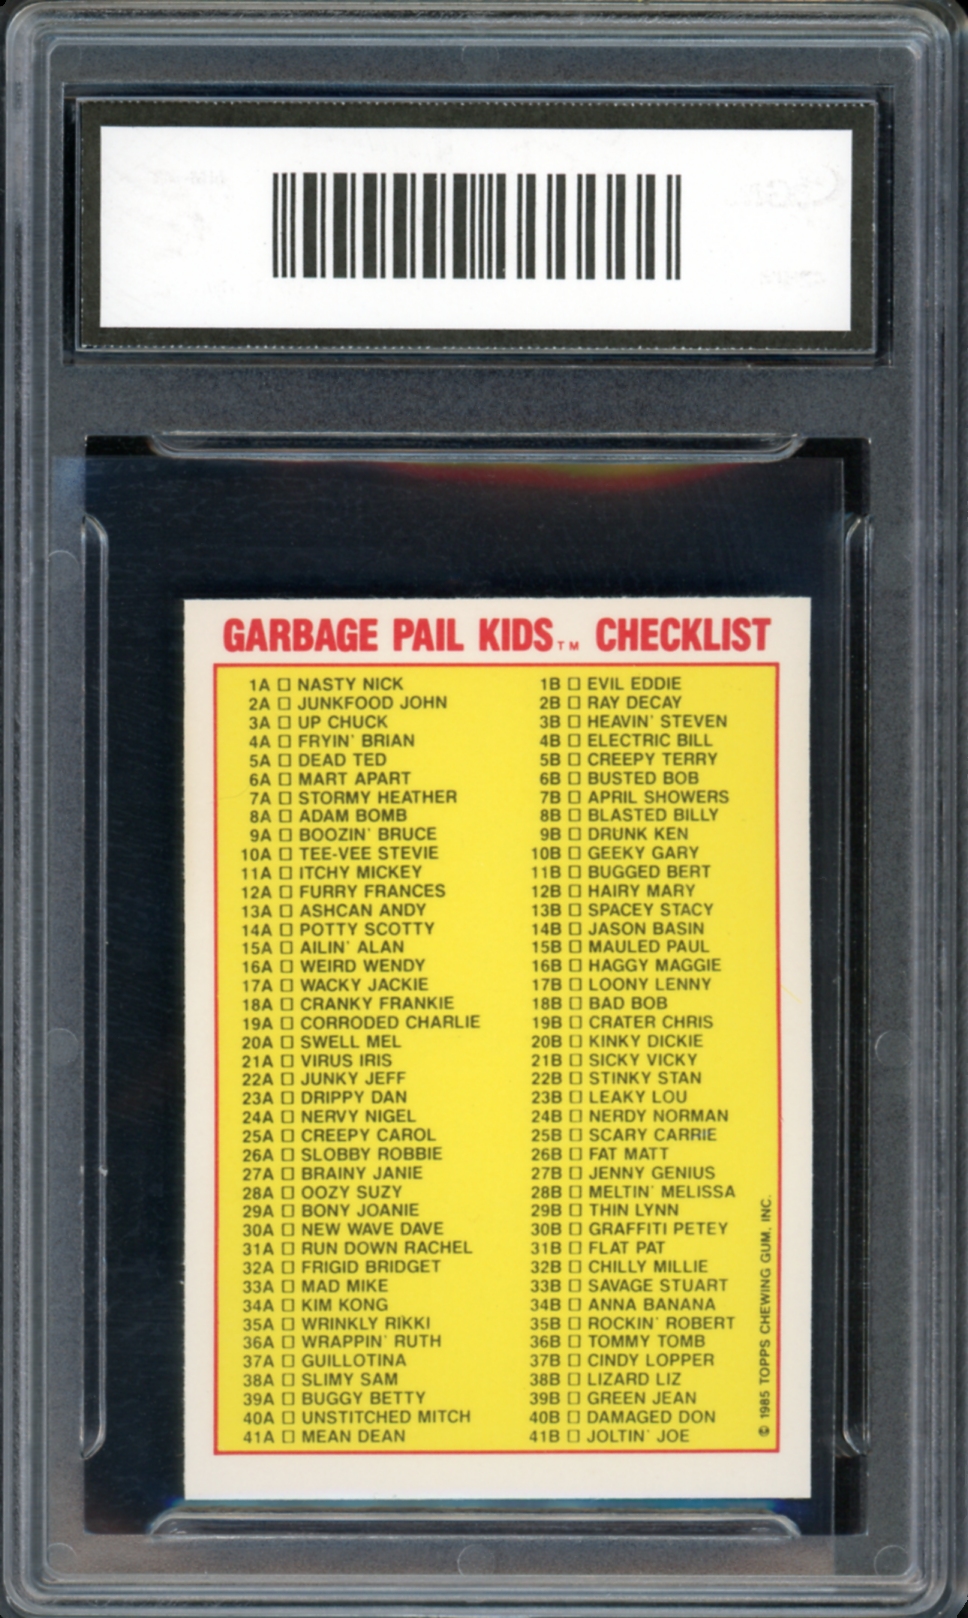 GARBAGE PAIL KIDS™ CHECKLIST
1A □ NASTY NICK 1B □ EVIL EDDIE
2A □ JUNKFOOD JOHN 2B □ RAY DECAY
3A □ UP CHUCK 3B □ HEAVIN' STEVEN
4A □ FRYIN' BRIAN 4B □ ELECTRIC BILL
5A □ DEAD TED 5B □ CREEPY TERRY
6A □ MART APART 6B □ BUSTED BOB
7A □ STORMY HEATHER 7B □ APRIL SHOWERS
8A □ ADAM BOMB 8B □ BLASTED BILLY
9A □ BOOZIN' BRUCE 9B □ DRUNK KEN
10A □ TEE-VEE STEVIE 10B □ GEEKY GARY
11A □ ITCHY MICKEY 11B □ BUGGED BERT
12A □ FURRY FRANCES 12B □ HAIRY MARY
13A □ ASHCAN ANDY 13B □ SPACEY STACY
14A □ POTTY SCOTTY 14B □ JASON BASIN
15A □ AILIN' ALAN 15B □ MAULED PAUL
16A □ WEIRD WENDY 16B □ HAGGY MAGGIE
17A □ WACKY JACKIE 17B □ LOONY LENNY
18A □ CRANKY FRANKIE 18B □ BAD BOB
19A □ CORRODED CHARLIE 19B □ CRATER CHRIS
20A □ SWELL MEL 20B □ KINKY DICKIE
21A □ VIRUS IRIS 21B □ SICKY VICKY
22A □ JUNKY JEFF 22B □ STINKY STAN
23A □ DRIPPY DAN 23B □ LEAKY LOU
24A □ NERVY NIGEL 24B □ NERDY NORMAN
25A □ CREEPY CAROL 25B □ SCARY CARRIE
26A □ SLOBBY ROBBIE 26B □ FAT MATT
27A □ BRAINY JANIE 27B □ JENNY GENIUS
28A □ OOZY SUZY 28B □ MELTIN' MELISSA
29A □ BONY JOANIE 29B □ THIN LYNN
30A □ NEW WAVE DAVE 30B □ GRAFFITI PETEY
31A □ RUN DOWN RACHEL 31B □ FLAT PAT
32A □ FRIGID BRIDGET 32B □ CHILLY MILLIE
33A □ MAD MIKE 33B □ SAVAGE STUART
34A □ KIM KONG 34B □ ANNA BANANA
35A □ WRINKLY RIKKI 35B □ ROCKIN' ROBERT
36A □ WRAPPIN' RUTH 36B □ TOMMY TOMB
37A □ GUILLOTINA 37B □ CINDY LOPPER
38A □ SLIMY SAM 38B □ LIZARD LIZ
39A □ BUGGY BETTY 39B □ GREEN JEAN
40A □ UNSTITCHED MITCH 40B □ DAMAGED DON
41A □ MEAN DEAN 41B □ JOLTIN' JOE
© 1985 TOPPS CHEWING GUM, INC.